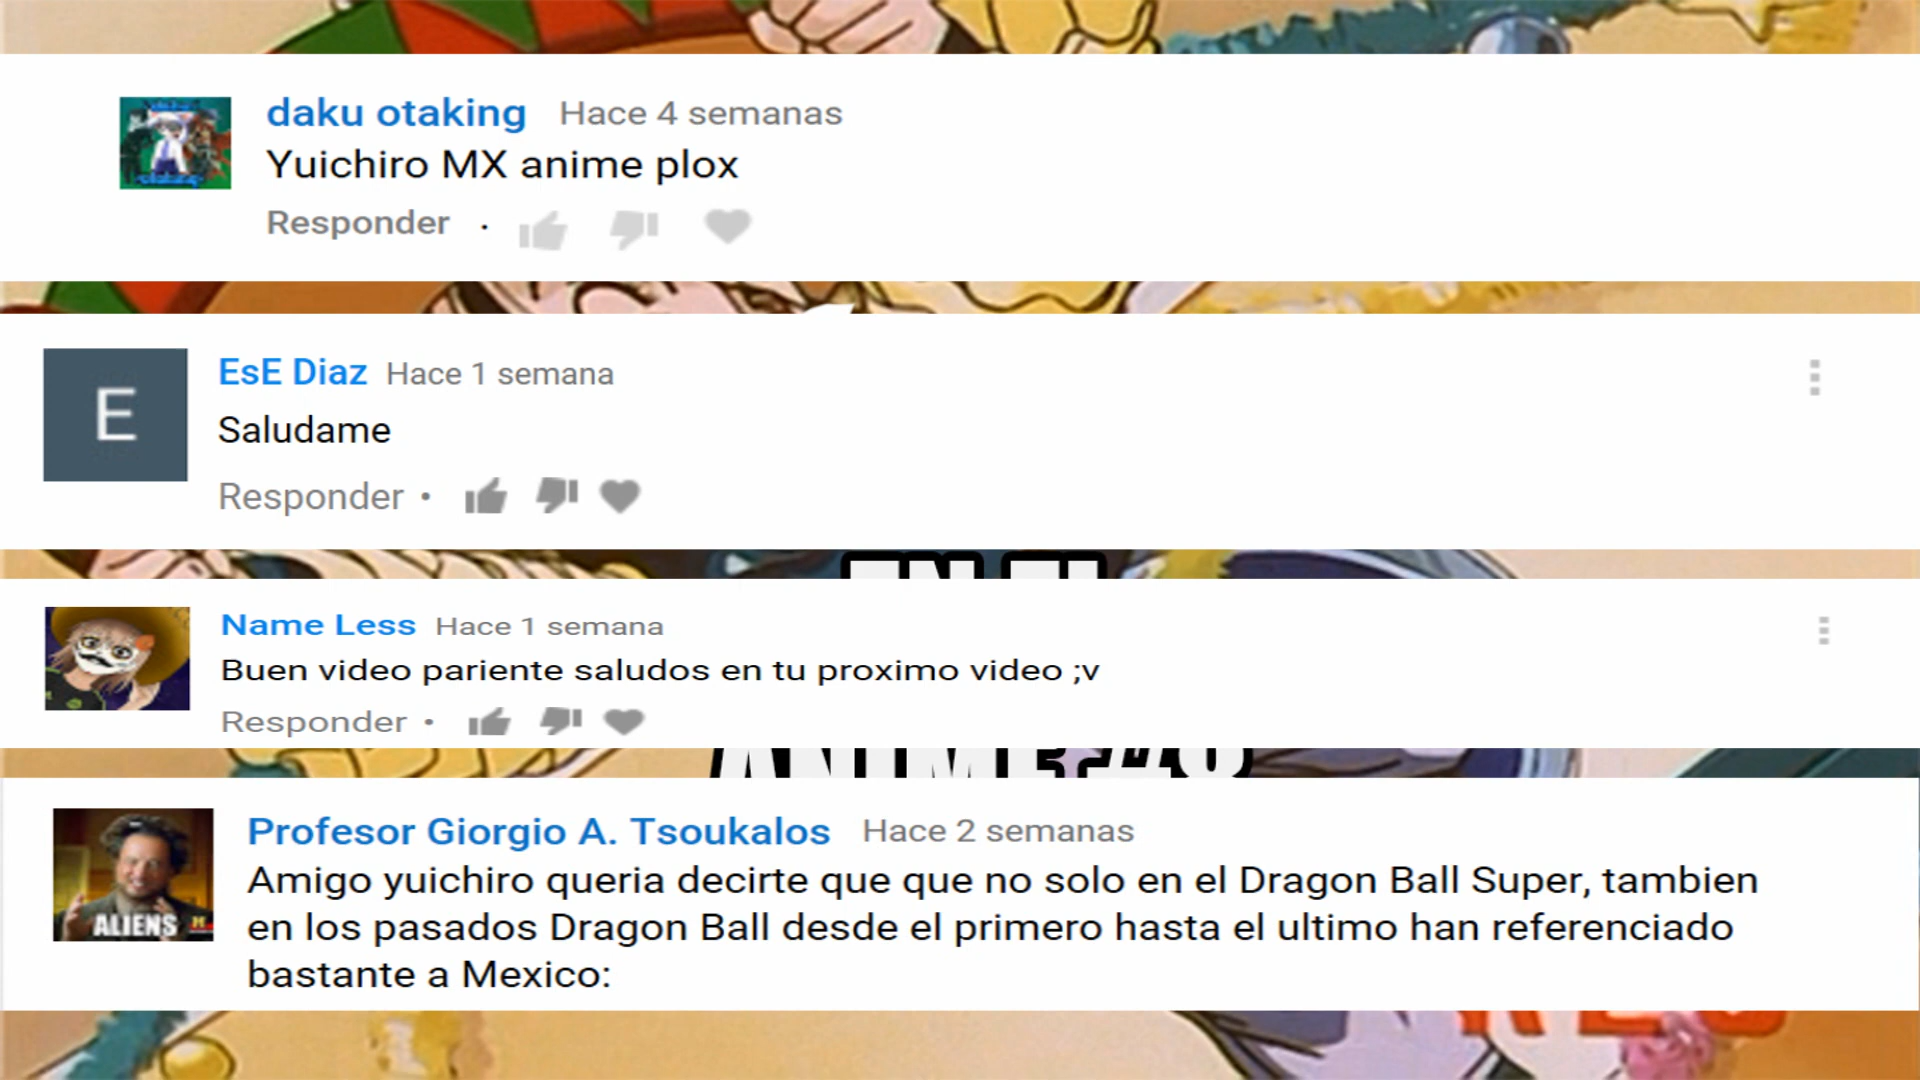 daku otaking Hace 4 semanas
Yuichiro MX anime plox
Responder ·
E
EsE Diaz Hace 1 semana
Saludame
Responder •
EN EL
Name Less Hace 1 semana
Buen video pariente saludos en tu proximo video ;v
Responder •
Profesor Giorgio A. Tsoukalos Hace 2 semanas
Amigo yuichiro queria decirte que que no solo en el Dragon Ball Super, tambien
en los pasados Dragon Ball desde el primero hasta el ultimo han referenciado
bastante a Mexico:
ALIENS H